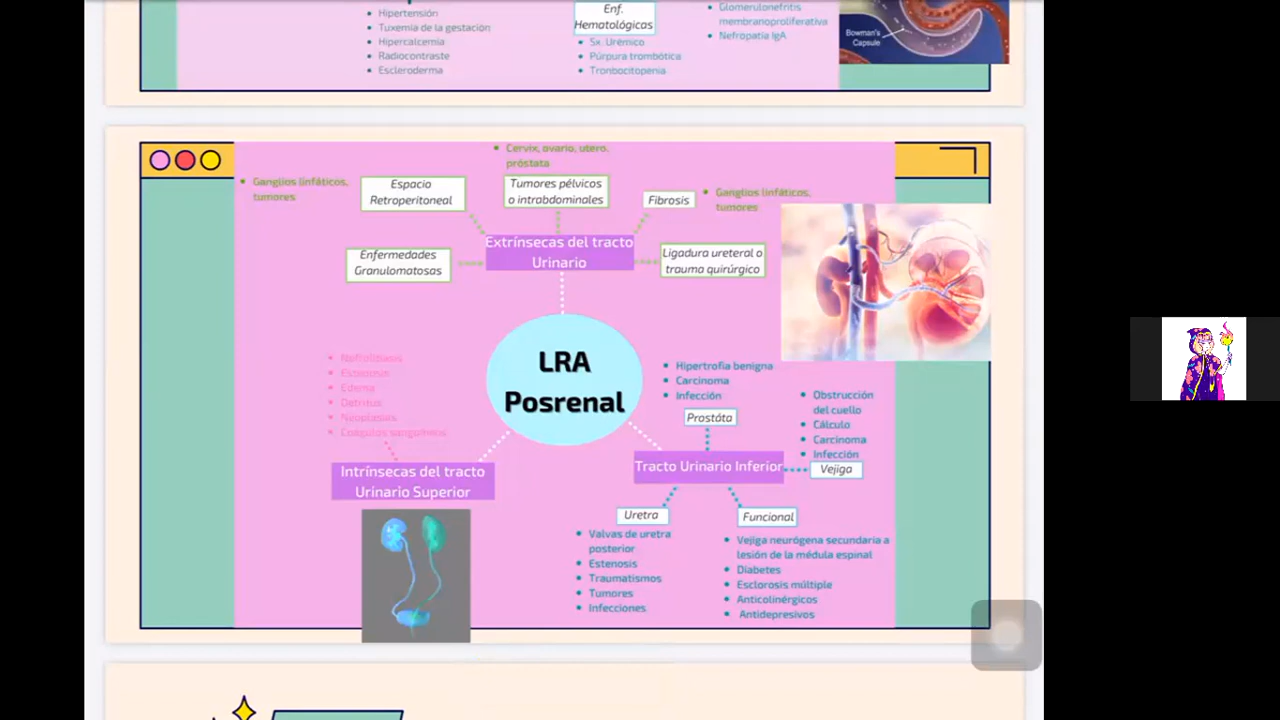 Hipertensión
Tuxemia de la gestación
Hipercalcemia
Radiocontraste
Escleroderma
Enf.
Hematológicas
Sx. Urémico
Púrpura trombótica
Tronbocitopenia
Glomerulonefritis
membranoproliferativa
Nefropatía IgA
Bowman's
Capsule
Cervix, ovario, utero,
próstata
Ganglios linfáticos,
tumores
Espacio
Retroperitoneal
Tumores pélvicos
o intrabdominales
Fibrosis
Ganglios linfáticos,
tumores
Extrínsecas del tracto
Urinario
Enfermedades
Granulomatosas
Ligadura ureteral o
trauma quirúrgico
LRA
Posrenal
Nefrolitiasis
Estenosis
Edema
Detritus
Neoplasias
Coágulos sanguíneos
Intrínsecas del tracto
Urinario Superior
Hipertrofia benigna
Carcinoma
Infección
Prostáta
Obstrucción
del cuello
Cálculo
Carcinoma
Infección
Vejiga
Tracto Urinario Inferior
Uretra
Valvas de uretra
posterior
Estenosis
Traumatismos
Tumores
Infecciones
Funcional
Vejiga neurógena secundaria a
lesión de la médula espinal
Diabetes
Esclorosis múltiple
Anticolinérgicos
Antidepresivos